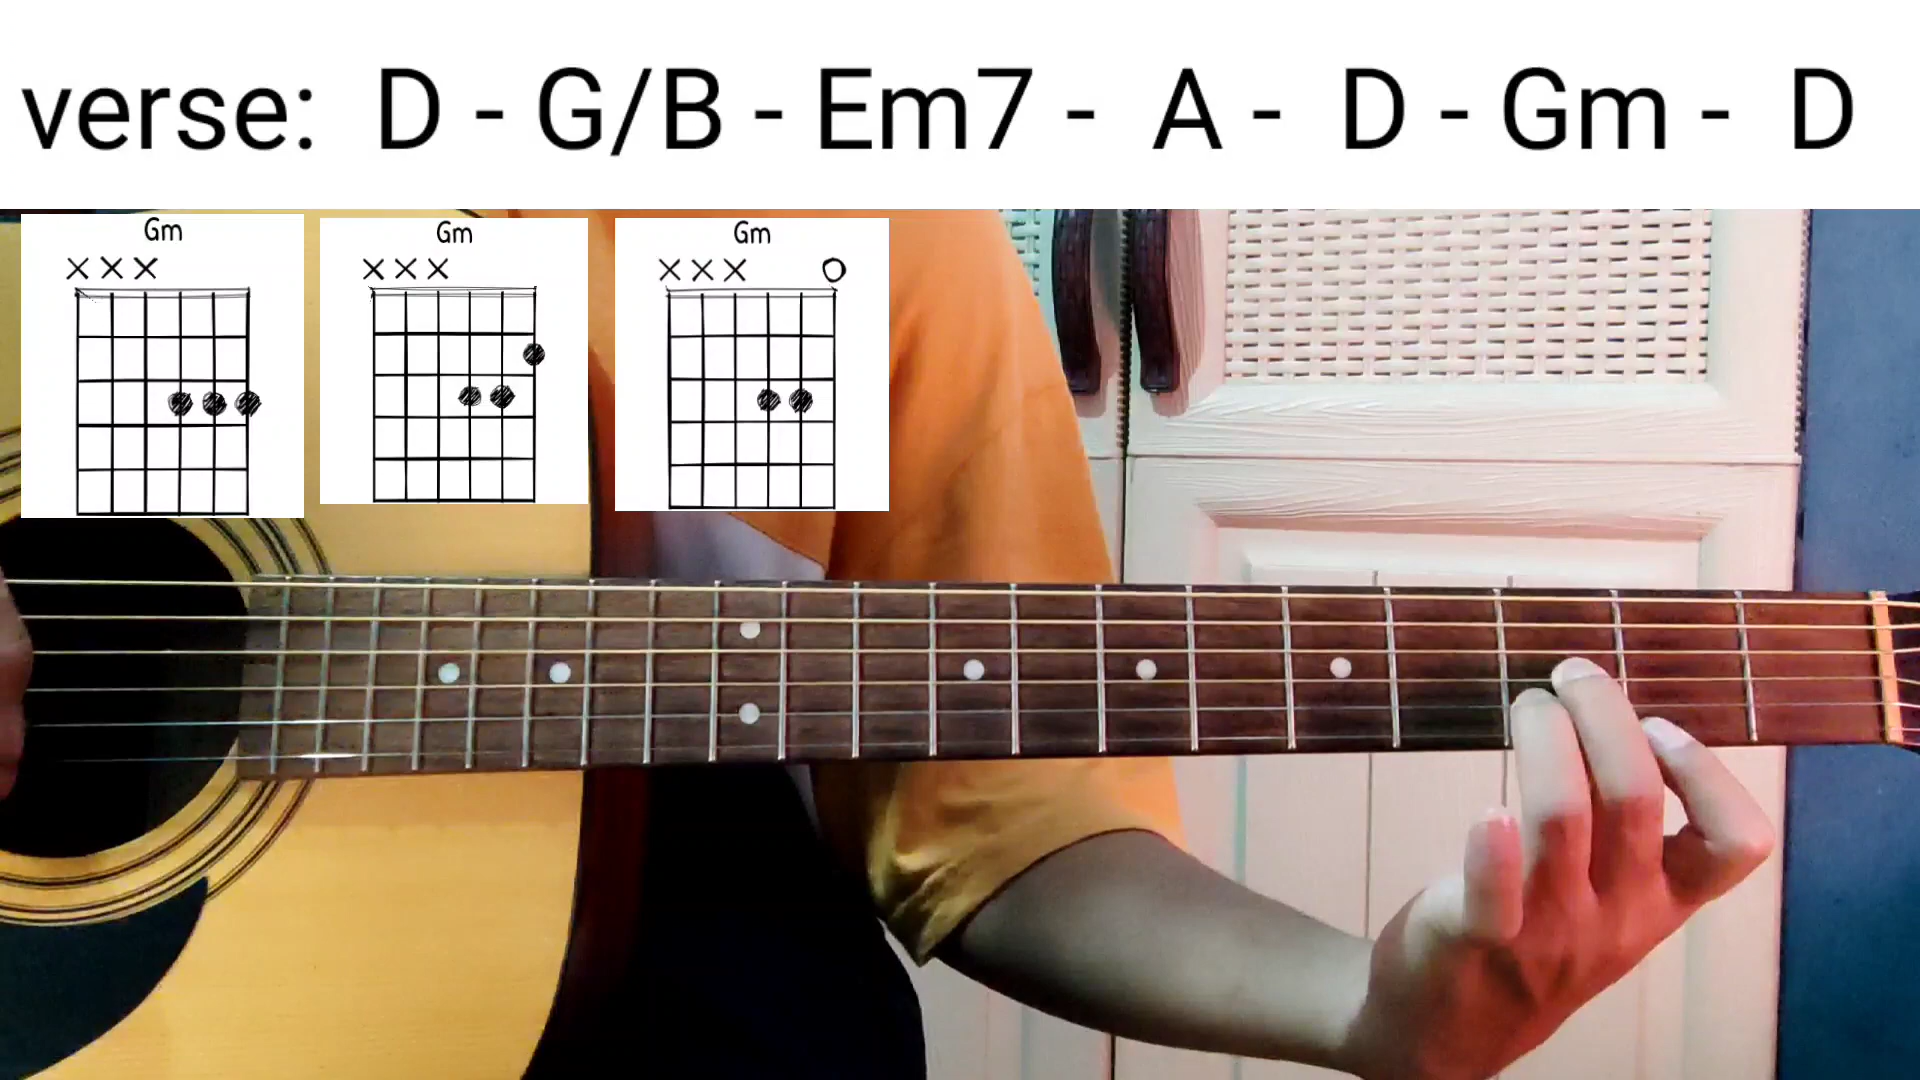 verse: D - G/B - Em7 - A - D - Gm - D
Gm Gm Gm
x x x x x x x x x o